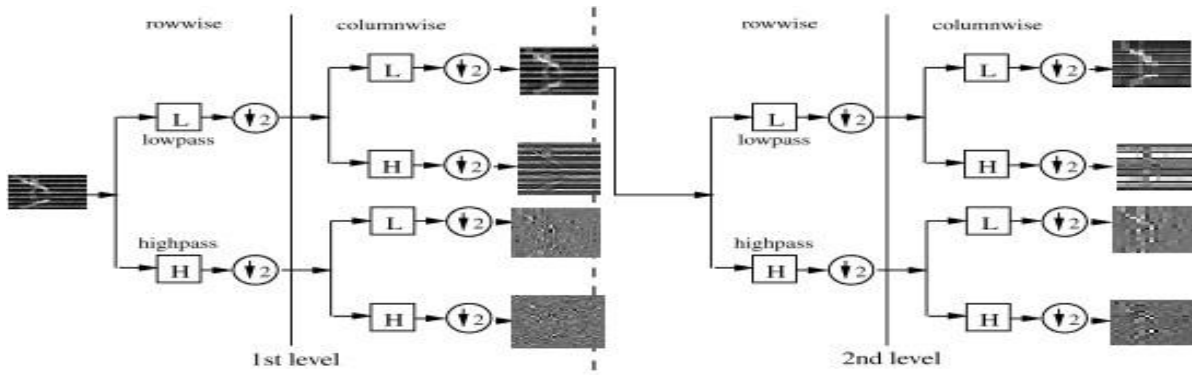 rowwise columnwise rowwise columnwise
L ↓2 L ↓2
L ↓2 L ↓2
lowpass lowpass
H ↓2 H ↓2
L ↓2 L ↓2
highpass highpass
H ↓2 H ↓2
H ↓2 H ↓2
1st level 2nd level